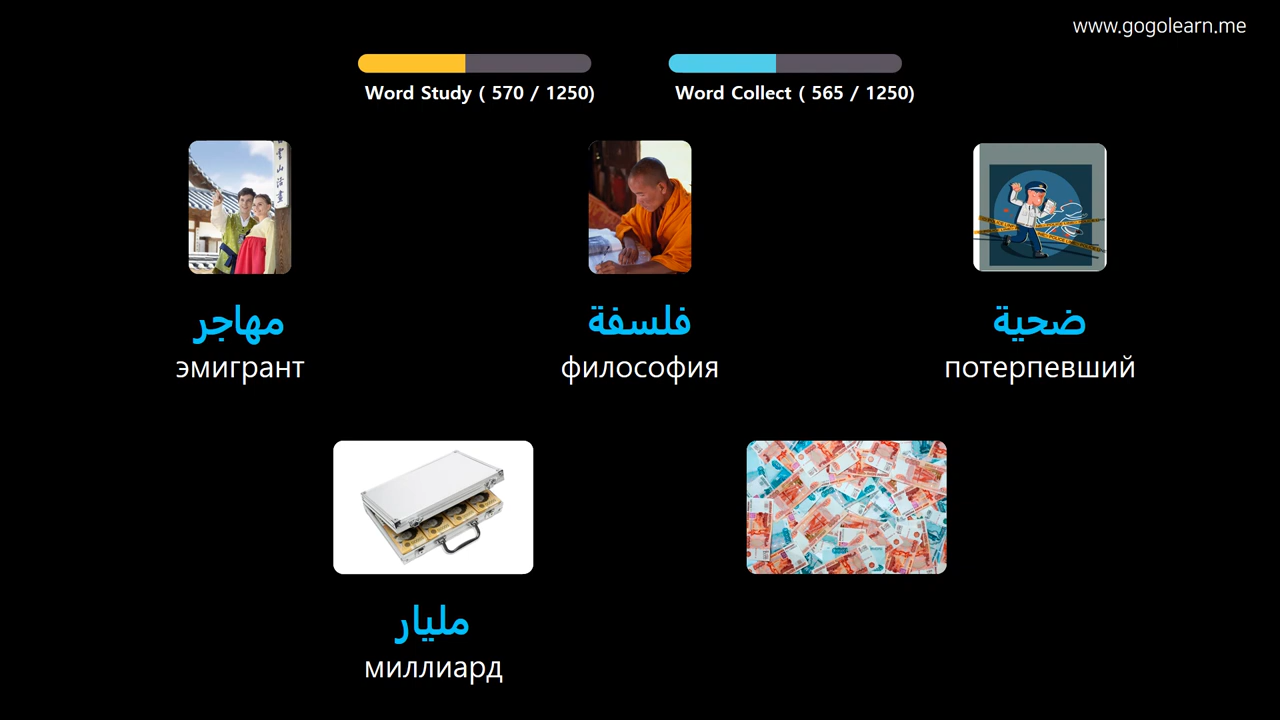 www.gogolearn.me
Word Study ( 570 / 1250)
Word Collect ( 565 / 1250)
مهاجر
эмигрант
فلسفة
философия
ضحية
потерпевший
مليار
миллиард